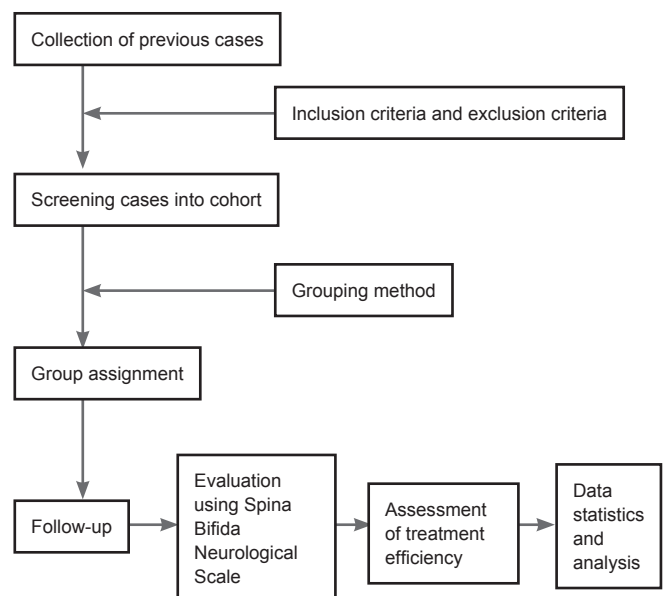 Collection of previous cases
Inclusion criteria and exclusion criteria
Screening cases into cohort
Grouping method
Group assignment
Follow-up
Evaluation
using Spina
Bifida
Neurological
Scale
Assessment
of treatment
efficiency
Data
statistics
and
analysis